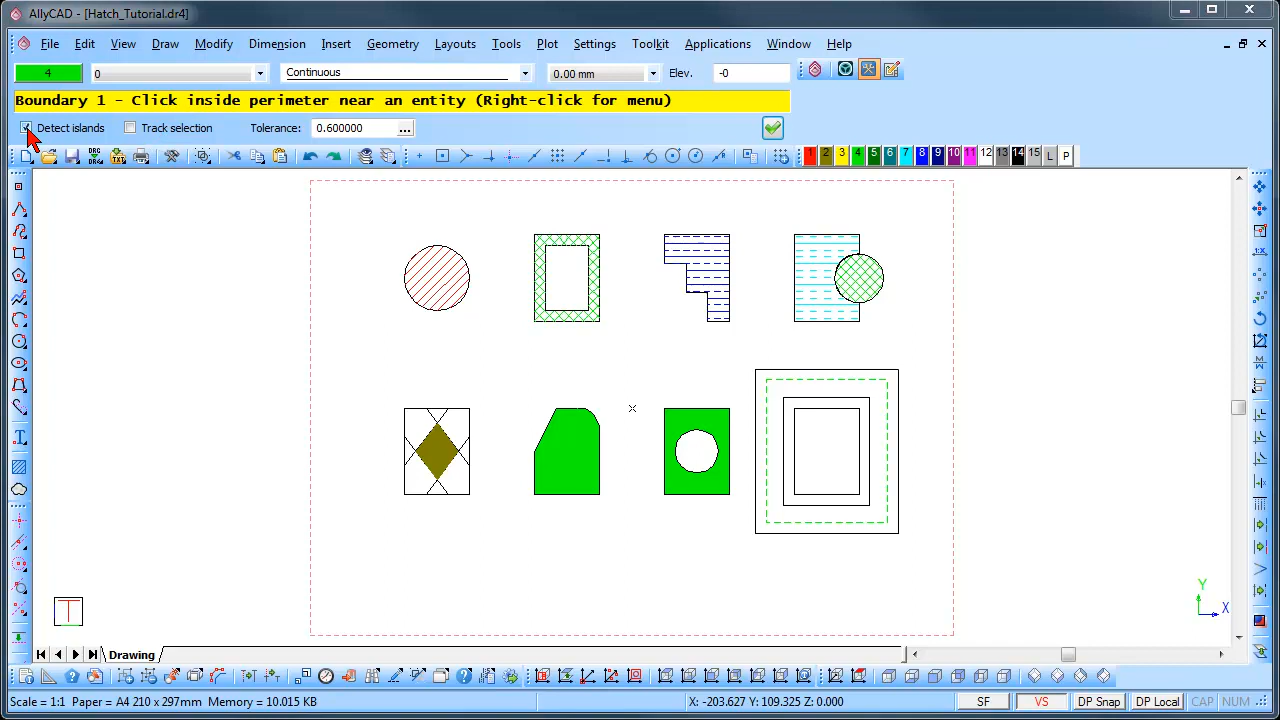 AllyCAD - [Hatch_Tutorial.dr4]
File Edit View Draw Modify Dimension Insert Geometry Layouts Tools Plot Settings Toolkit Applications Window Help
4 0 Continuous 0.00 mm Elev. -0
Boundary 1 - Click inside perimeter near an entity (Right-click for menu)
Detect islands Track selection Tolerance: 0.600000 ...
1 2 3 4 5 6 7 8 9 10 11 12 13 14 15 L P
Y
X
T
Drawing
Scale = 1:1 Paper = A4 210 x 297mm Memory = 10.015 KB X: -203.627 Y: 109.325 Z: 0.000 SF VS DP Snap DP Local CAP NUM